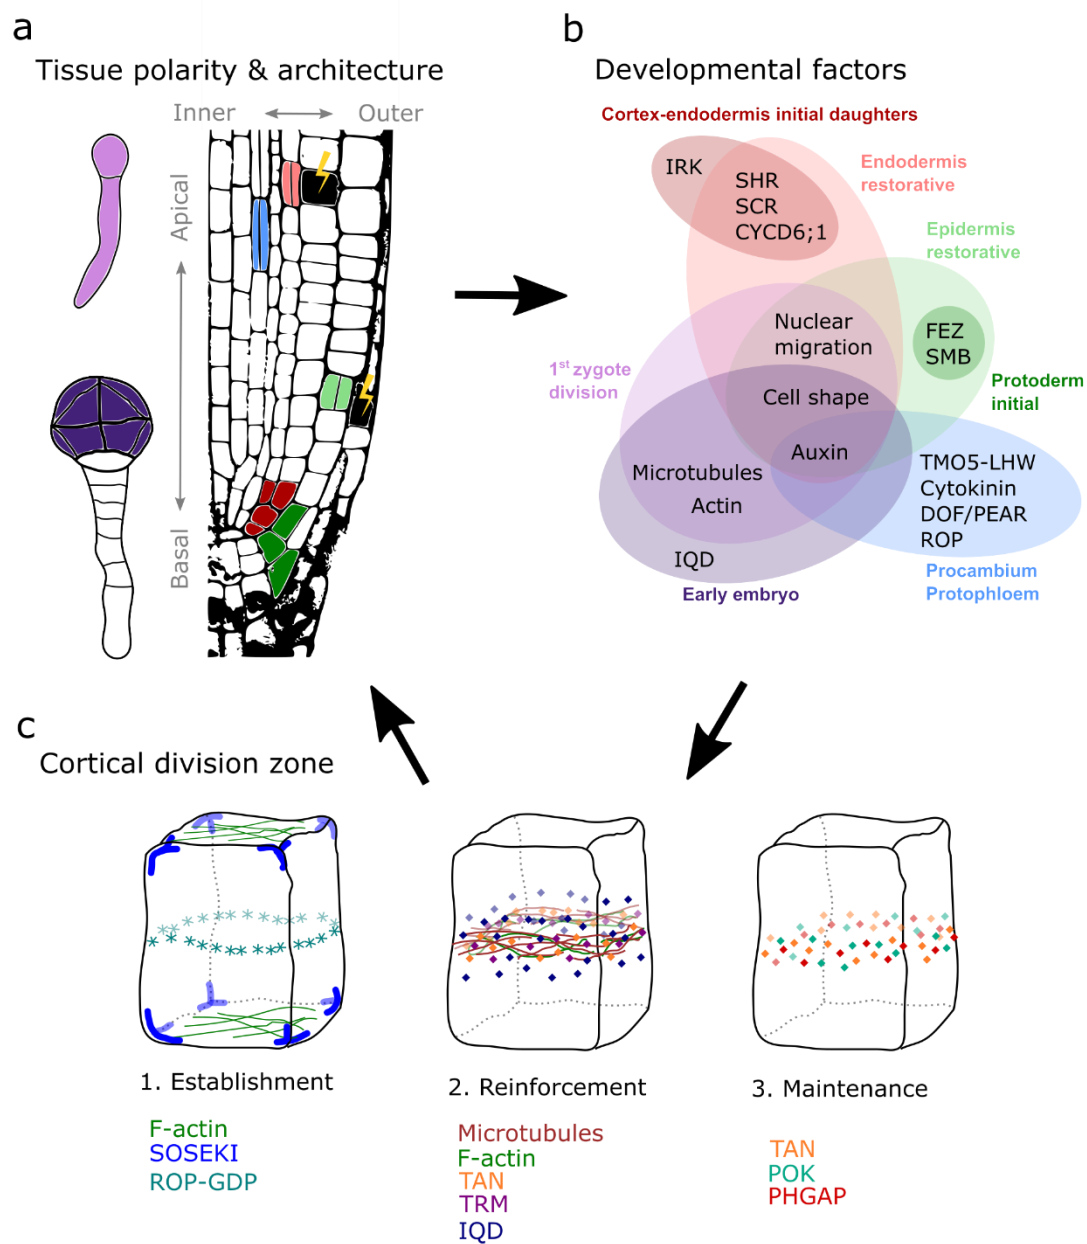 a
Tissue polarity & architecture
Inner
Outer
Apical
Basal
b
Developmental factors
Cortex-endodermis initial daughters
IRK
SHR
SCR
CYCD6;1
Endodermis
restorative
Epidermis
restorative
Nuclear
migration
FEZ
SMB
1st zygote
division
Protoderm
initial
Cell shape
Auxin
Microtubules
Actin
TMO5-LHW
Cytokinin
DOF/PEAR
ROP
IQD
Early embryo
Procambium
Protophloem
c
Cortical division zone
1. Establishment
F-actin
SOSEKI
ROP-GDP
2. Reinforcement
Microtubules
F-actin
TAN
TRM
IQD
3. Maintenance
TAN
POK
PHGAP